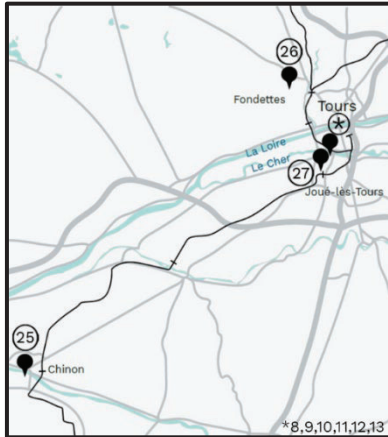 26
Fondettes
Tours
*
La Loire
Le Cher
27
Joué-lès-Tours
25
Chinon
*8,9,10,11,12,13